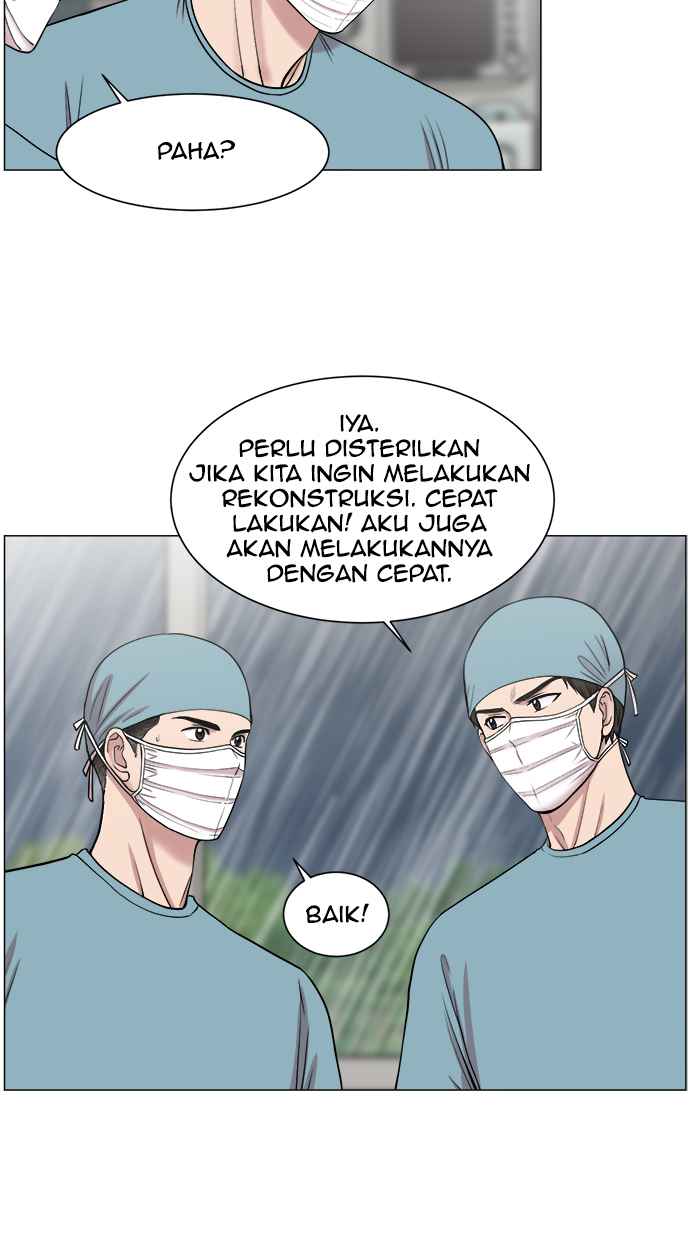 PAHA?
IYA.
PERLU DISTERILKAN
JIKA KITA INGIN MELAKUKAN
REKONSTRUKSI. CEPAT
LAKUKAN! AKU JUGA
AKAN MELAKUKANNYA
DENGAN CEPAT.
BAIK!